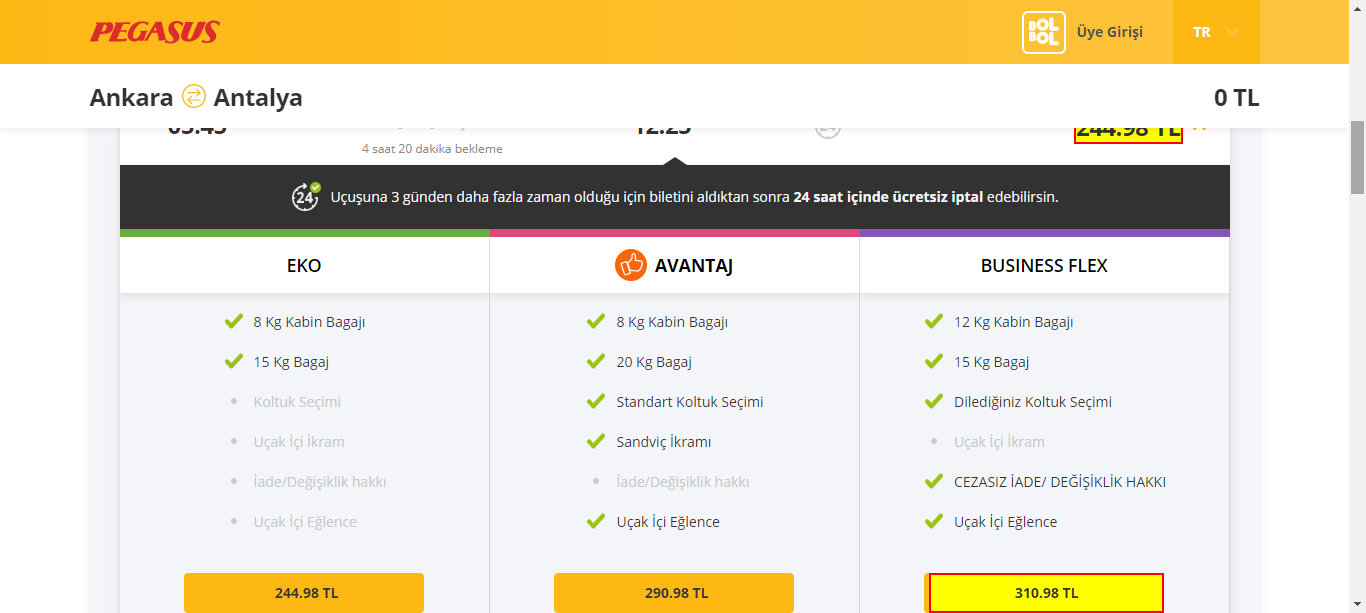 PEGASUS
BOL BOL
Üye Girişi
TR
Ankara Antalya
0 TL
12:25
244.98 TL
4 saat 20 dakika bekleme
24 Uçuşuna 3 günden daha fazla zaman olduğu için biletini aldıktan sonra 24 saat içinde ücretsiz iptal edebilirsin.
EKO
8 Kg Kabin Bagajı
15 Kg Bagaj
Koltuk Seçimi
Uçak İçi İkram
İade/Değişiklik hakkı
Uçak İçi Eğlence
244.98 TL
AVANTAJ
8 Kg Kabin Bagajı
20 Kg Bagaj
Standart Koltuk Seçimi
Sandviç İkramı
İade/Değişiklik hakkı
Uçak İçi Eğlence
290.98 TL
BUSINESS FLEX
12 Kg Kabin Bagajı
15 Kg Bagaj
Dilediğiniz Koltuk Seçimi
Uçak İçi İkram
CEZASIZ İADE/ DEĞİŞİKLİK HAKKI
Uçak İçi Eğlence
310.98 TL